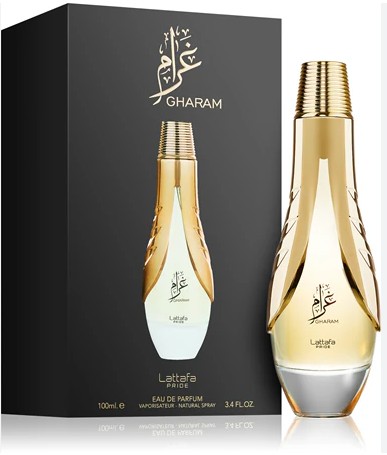 غرام
GHARAM
غرام
GHARAM
Lattafa
PRIDE
100ml. e
EAU DE PARFUM
VAPORISATEUR - NATURAL SPRAY
3.4 FL.OZ.
غرام
GHARAM
Lattafa
PRIDE